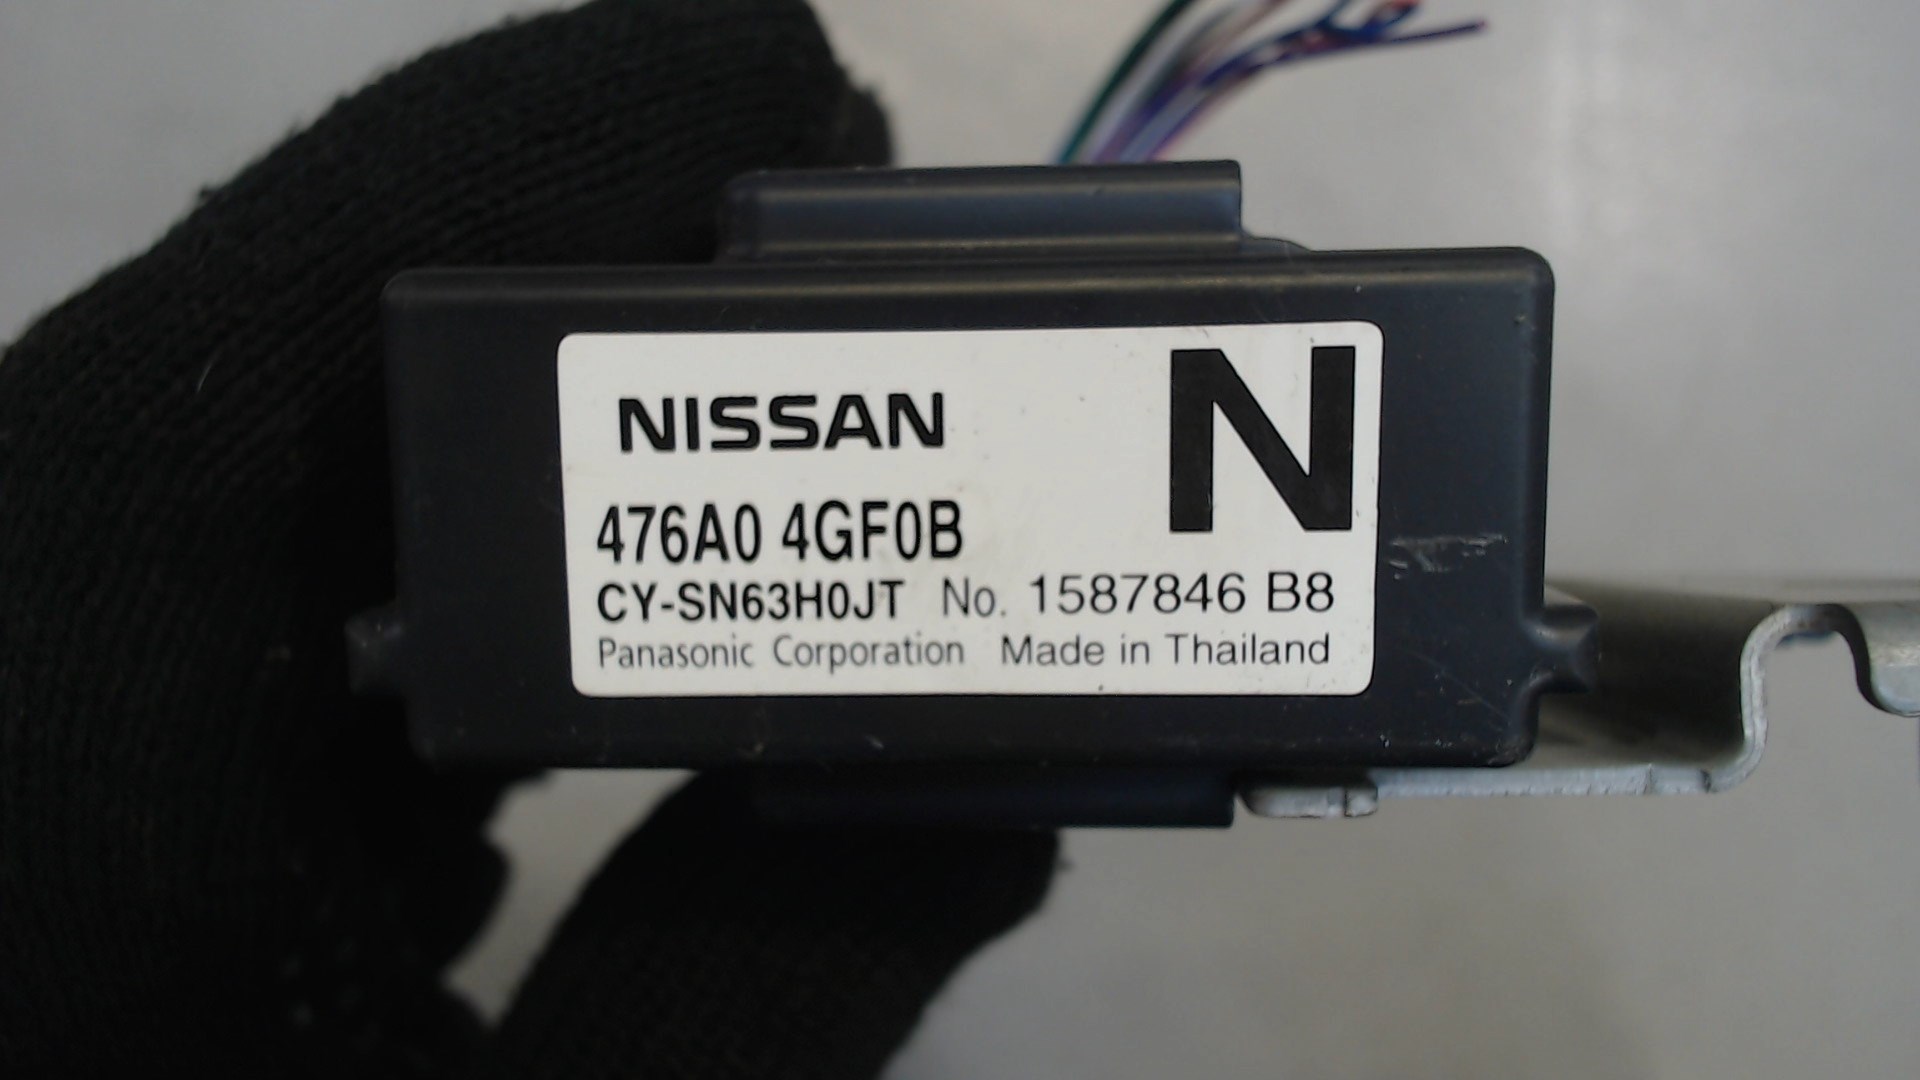 NISSAN
N
476A0 4GF0B
CY-SN63H0JT No. 1587846 B8
Panasonic Corporation Made in Thailand